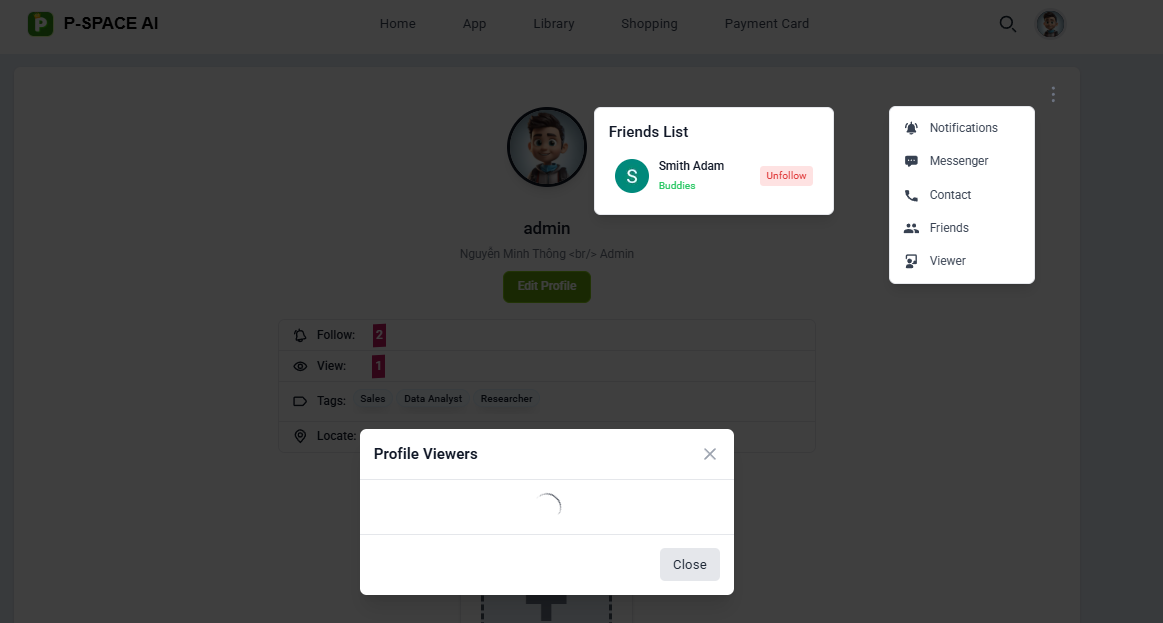 P-SPACE AI
Home
App
Library
Shopping
Payment Card
Friends List
Smith Adam
Buddies
Unfollow
Notifications
Messenger
Contact
Friends
Viewer
admin
Nguyễn Minh Thông <br/> Admin
Edit Profile
Follow: 2
View: 1
Tags: Sales Data Analyst Researcher
Locate:
Profile Viewers
Close